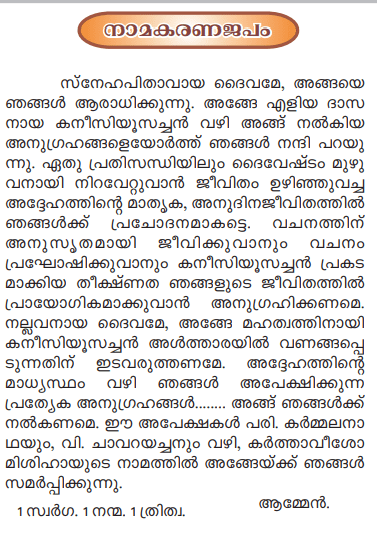 നാമകരണജപം
സ്നേഹപിതാവായ ദൈവമേ, അങ്ങയെ
ഞങ്ങൾ ആരാധിക്കുന്നു. അങ്ങേ എളിയ ദാസ
നായ കനീസിയൂസച്ചൻ വഴി അങ്ങ് നൽകിയ
അനുഗ്രഹങ്ങളെയോർത്ത് ഞങ്ങൾ നന്ദി പറയു
ന്നു. ഏതു പ്രതിസന്ധിയിലും ദൈവേഷ്ടം മുഴു
വനായി നിറവേറ്റുവാൻ ജീവിതം ഉഴിഞ്ഞുവച്ച
അദ്ദേഹത്തിന്റെ മാതൃക, അനുദിനജീവിതത്തിൽ
ഞങ്ങൾക്ക് പ്രചോദനമാകട്ടെ. വചനത്തിന്
അനുസൃതമായി ജീവിക്കുവാനും വചനം
പ്രഘോഷിക്കുവാനും കനീസിയൂസച്ചൻ പ്രകട
മാക്കിയ തീക്ഷ്ണത ഞങ്ങളുടെ ജീവിതത്തിൽ
പ്രായോഗികമാക്കുവാൻ അനുഗ്രഹിക്കണമെ.
നല്ലവനായ ദൈവമേ, അങ്ങേ മഹത്വത്തിനായി
കനീസിയൂസച്ചൻ അൾത്താരയിൽ വണങ്ങപ്പെ
ടുന്നതിന് ഇടവരുത്തണമേ. അദ്ദേഹത്തിന്റെ
മാധ്യസ്ഥം വഴി ഞങ്ങൾ അപേക്ഷിക്കുന്ന
പ്രത്യേക അനുഗ്രഹങ്ങൾ........ അങ്ങ് ഞങ്ങൾക്ക്
നൽകണമെ. ഈ അപേക്ഷകൾ പരി. കർമ്മലനാ
ഥയും, വി. ചാവറയച്ചനും വഴി, കർത്താവീശോ
മിശിഹായുടെ നാമത്തിൽ അങ്ങേയ്ക്ക് ഞങ്ങൾ
സമർപ്പിക്കുന്നു.
ആമ്മേൻ.
1 സ്വർഗ. 1 നന്മ. 1 ത്രിത്വ.